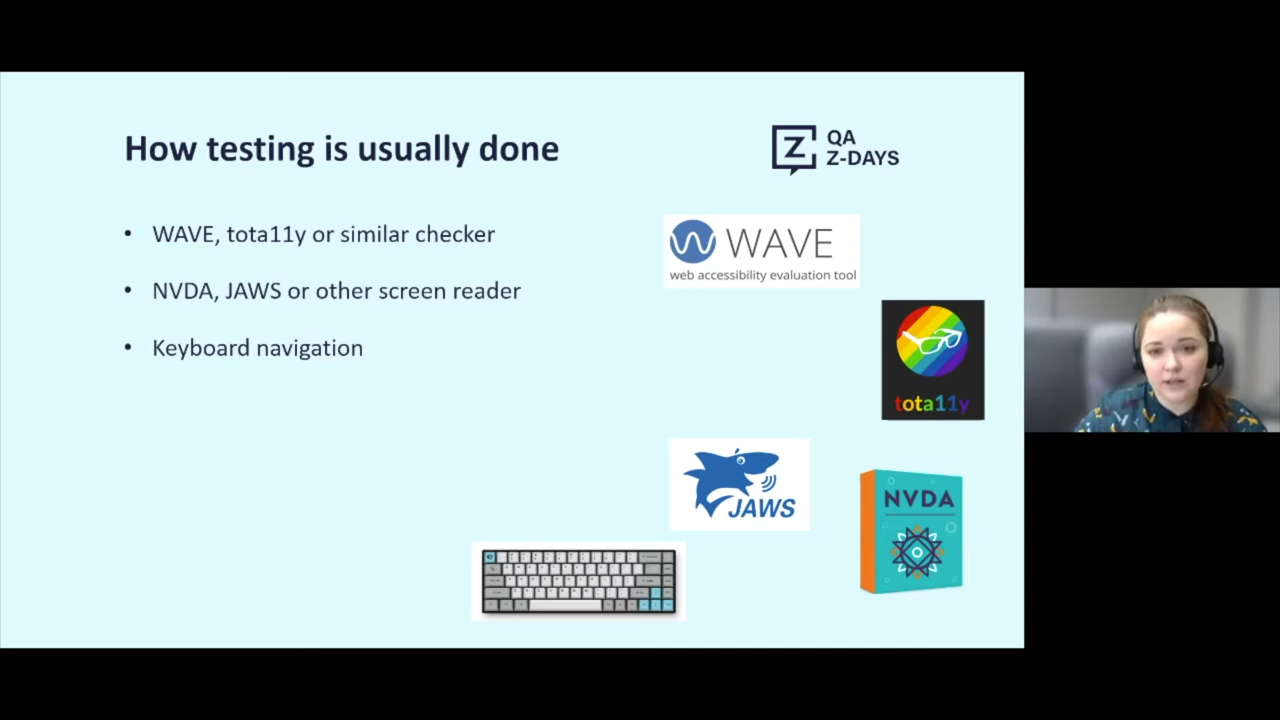 How testing is usually done
QA
Z-DAYS
• WAVE, tota11y or similar checker
• NVDA, JAWS or other screen reader
• Keyboard navigation
WAVE
web accessibility evaluation tool
tota11y
JAWS
NVDA